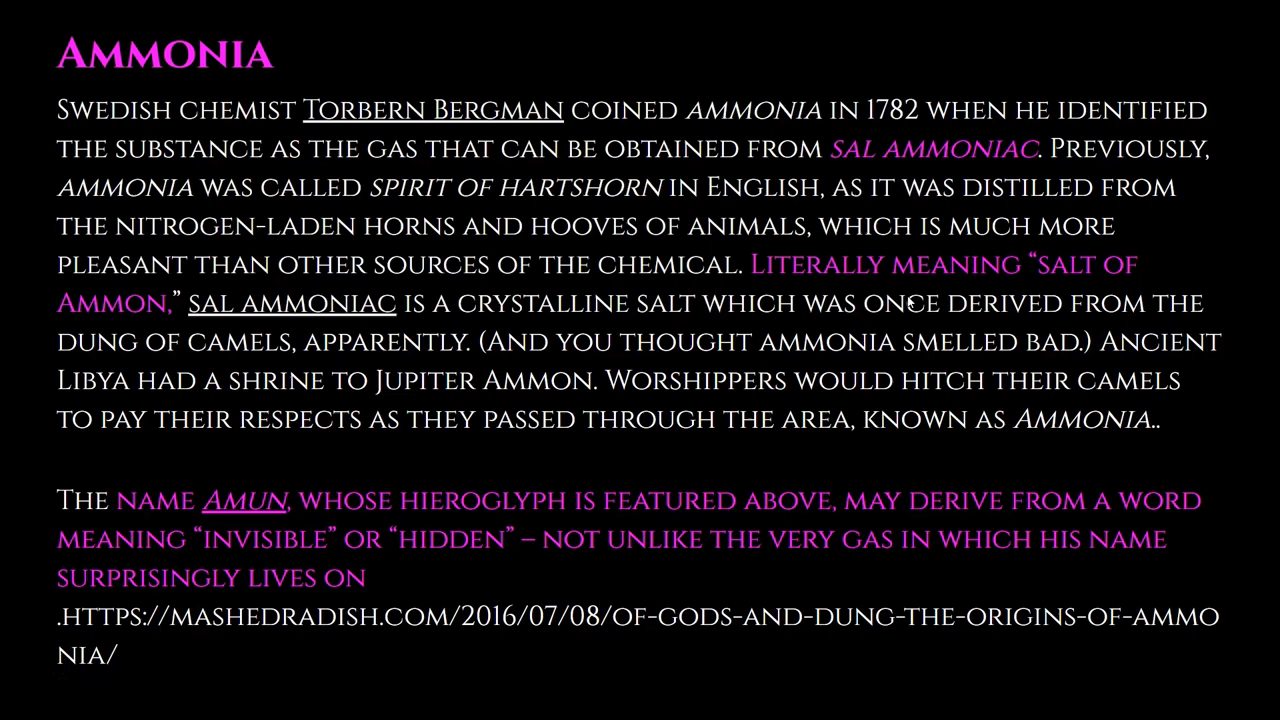 Ammonia
Swedish chemist Torbern Bergman coined ammonia in 1782 when he identified
the substance as the gas that can be obtained from sal ammoniac. Previously,
ammonia was called spirit of hartshorn in English, as it was distilled from
the nitrogen-laden horns and hooves of animals, which is much more
pleasant than other sources of the chemical. Literally meaning “salt of
Ammon,” sal ammoniac is a crystalline salt which was once derived from the
dung of camels, apparently. (And you thought ammonia smelled bad.) Ancient
Libya had a shrine to Jupiter Ammon. Worshippers would hitch their camels
to pay their respects as they passed through the area, known as Ammonia..
The name Amun, whose hieroglyph is featured above, may derive from a word
meaning “invisible” or “hidden” – not unlike the very gas in which his name
surprisingly lives on
.https://mashedradish.com/2016/07/08/of-gods-and-dung-the-origins-of-ammo
nia/